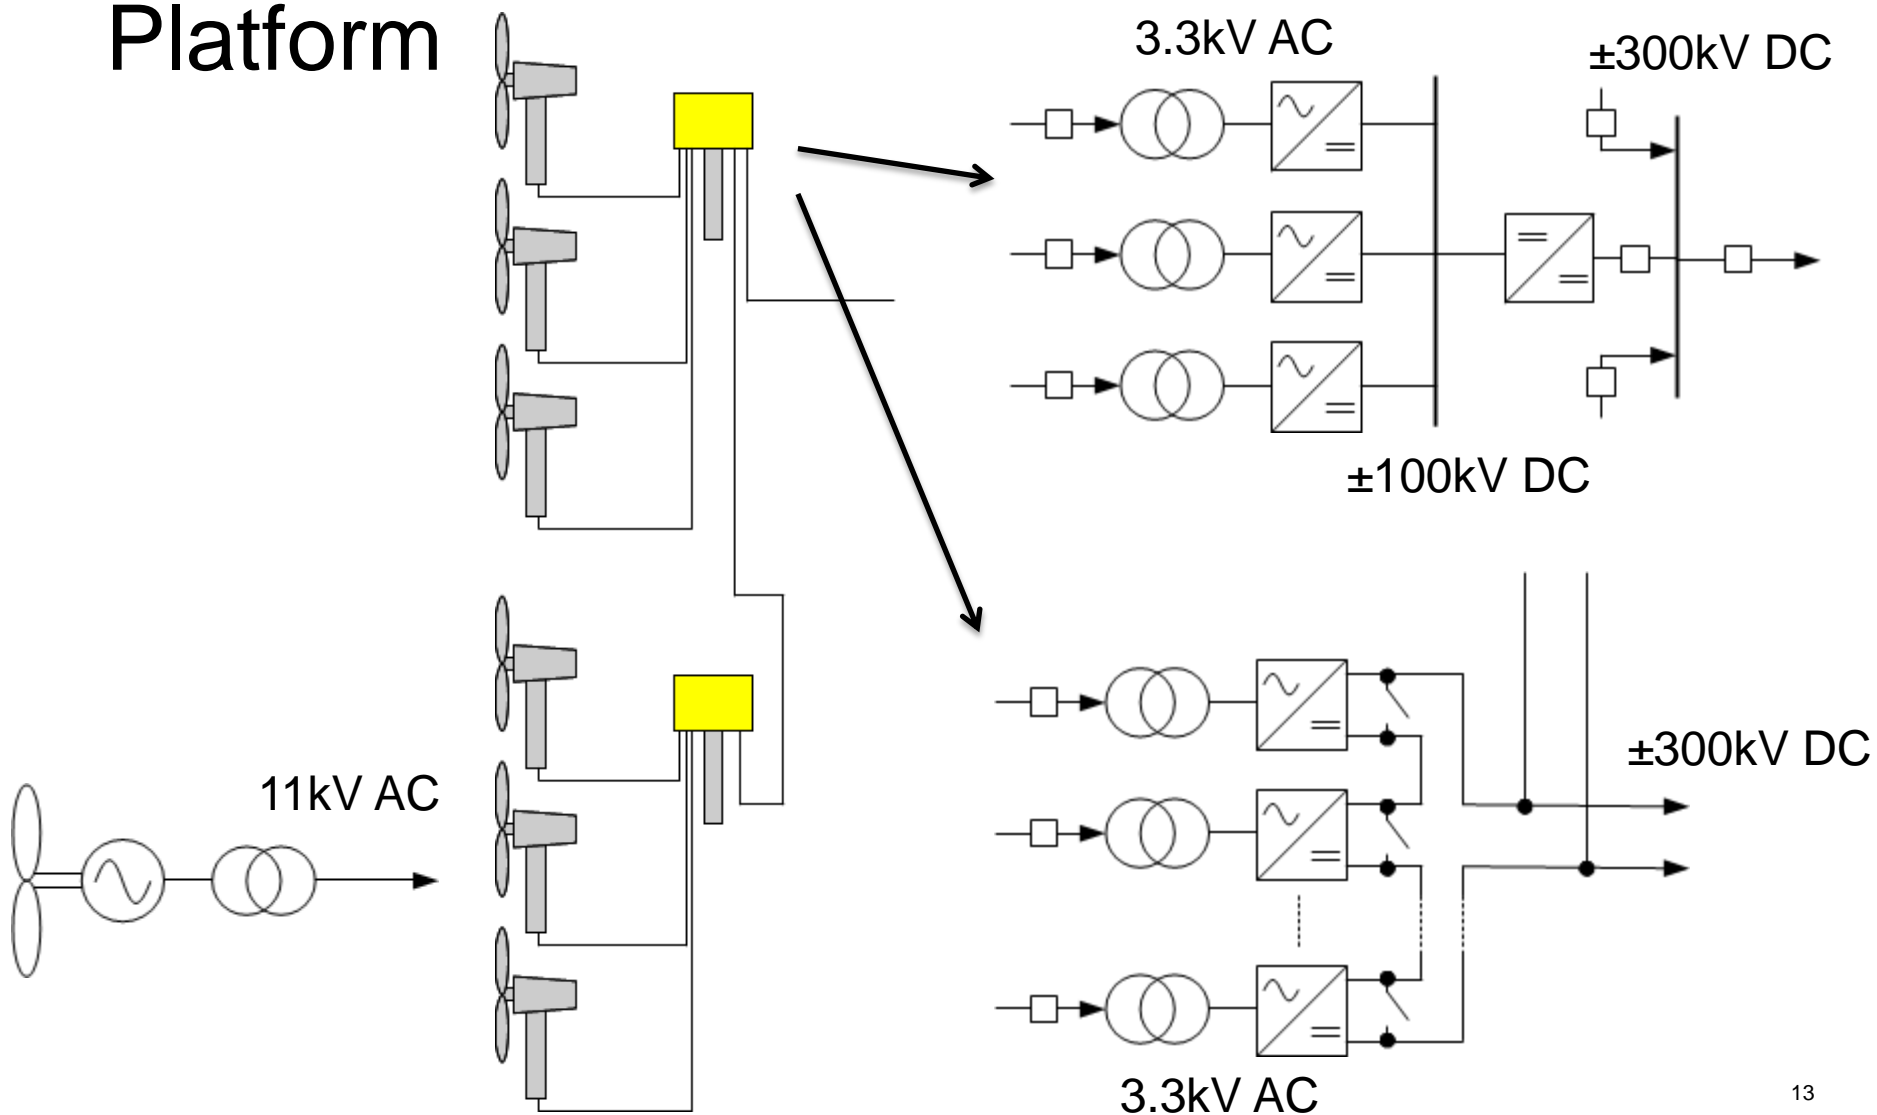 Platform
3.3kV AC
±300kV DC
±100kV DC
11kV AC
±300kV DC
3.3kV AC
13